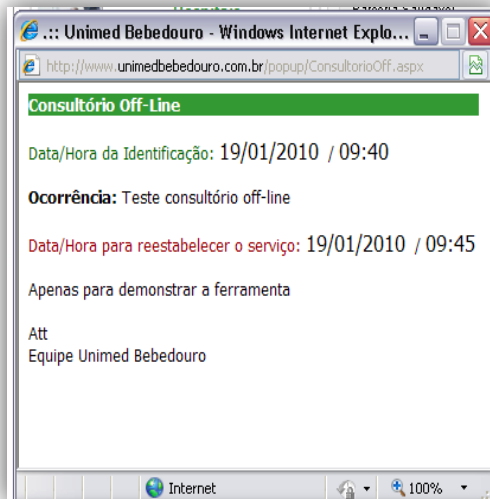 .:: Unimed Bebedouro - Windows Internet Explo...
http://www.unimedbebedouro.com.br/popup/ConsultorioOff.aspx
Consultório Off-Line
Data/Hora da Identificação: 19/01/2010 / 09:40
Ocorrência: Teste consultório off-line
Data/Hora para reestabelecer o serviço: 19/01/2010 / 09:45
Apenas para demonstrar a ferramenta
Att
Equipe Unimed Bebedouro
Internet
100%